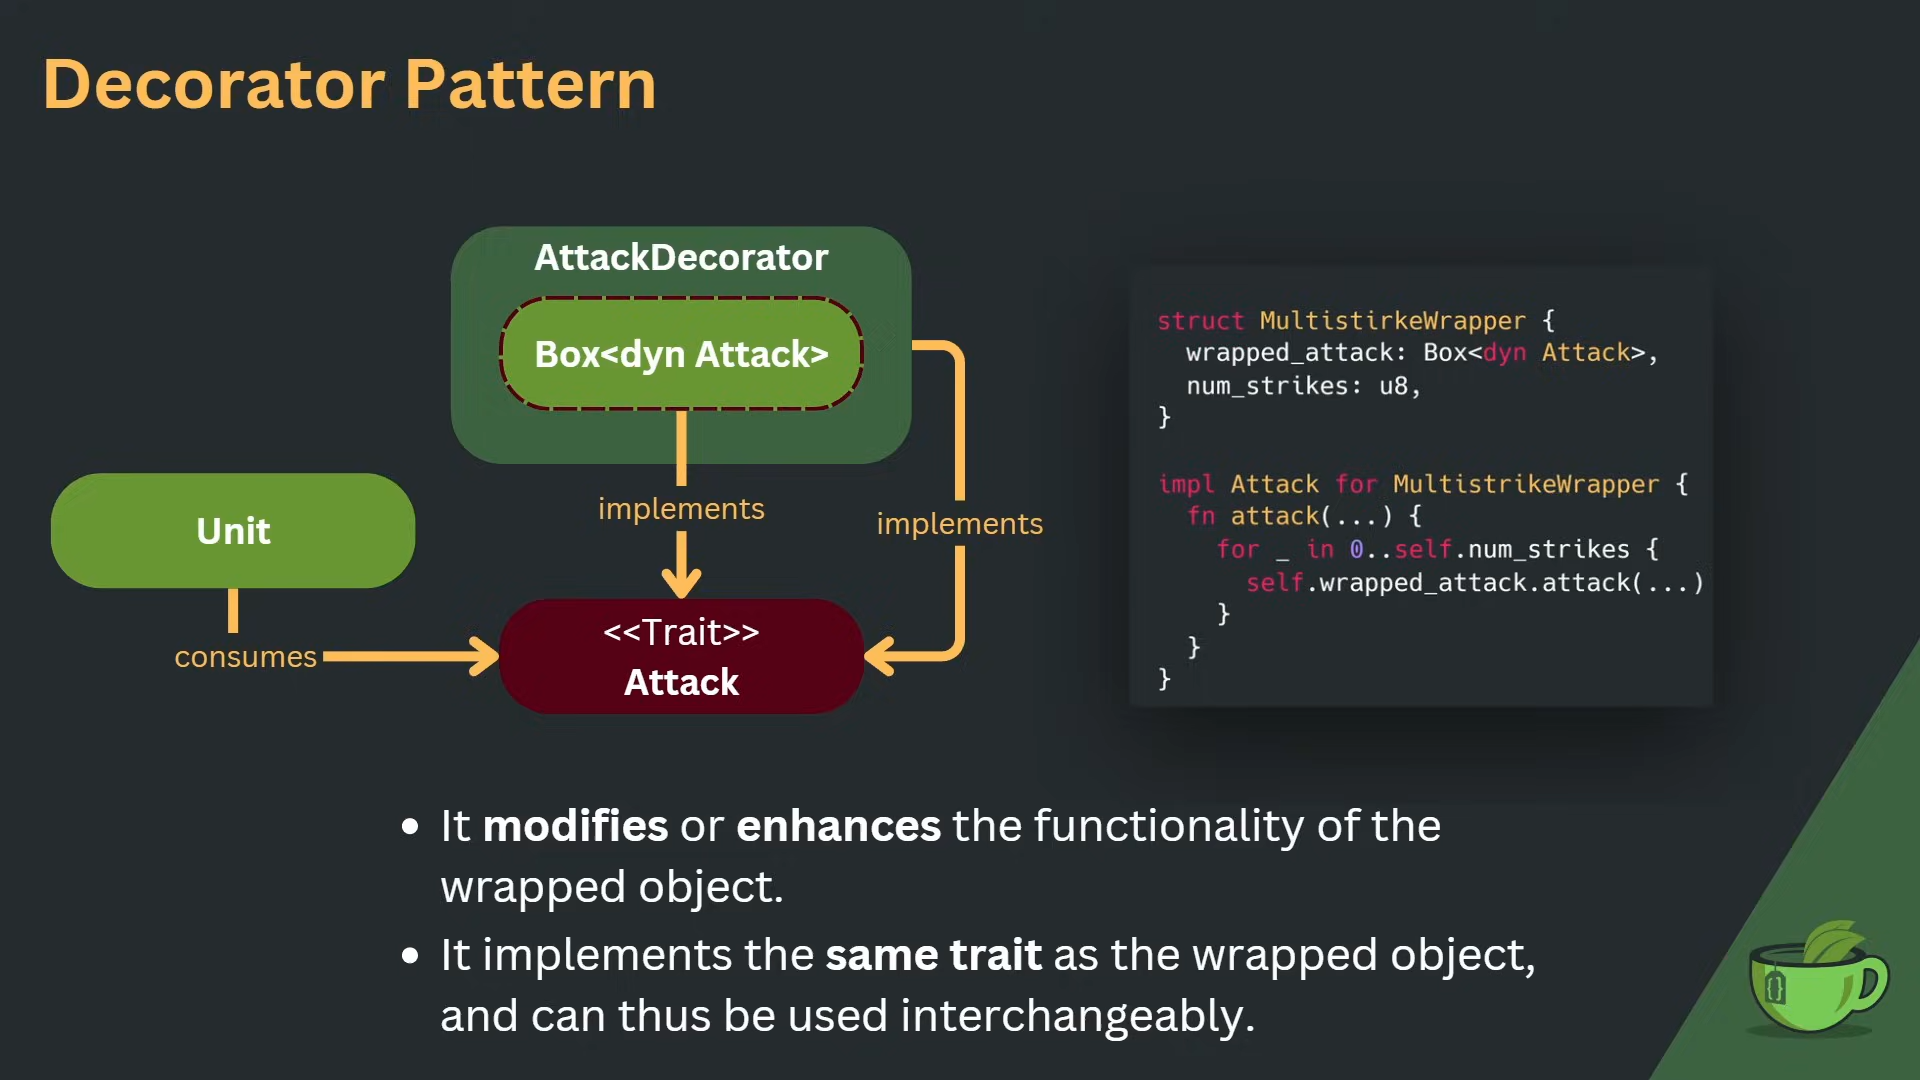 Decorator Pattern
AttackDecorator
Box<dyn Attack>
implements
implements
Unit
consumes
<<Trait>>
Attack
struct MultistirkeWrapper {
  wrapped_attack: Box<dyn Attack>,
  num_strikes: u8,
}
impl Attack for MultistrikeWrapper {
  fn attack(...) {
    for _ in 0..self.num_strikes {
      self.wrapped_attack.attack(...)
    }
  }
}
• It modifies or enhances the functionality of the
wrapped object.
• It implements the same trait as the wrapped object,
and can thus be used interchangeably.
{}